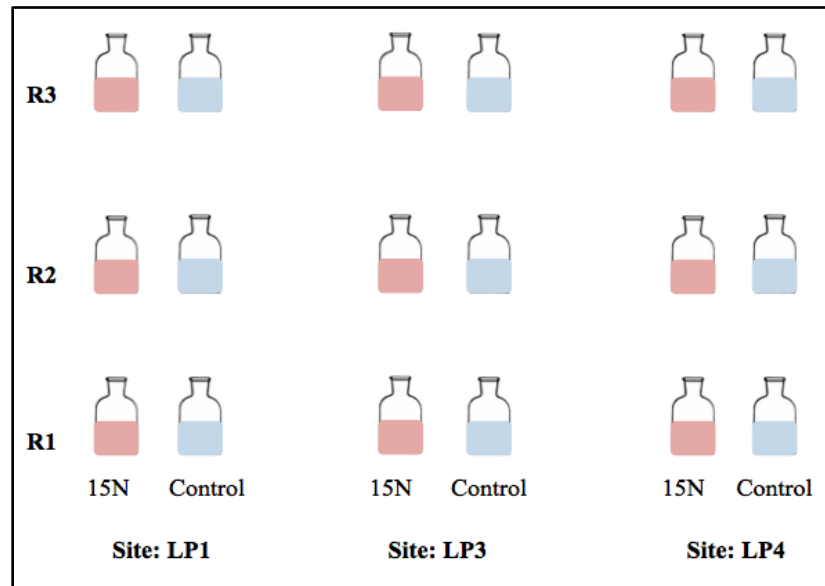 R3
R2
R1
15N Control 15N Control 15N Control
Site: LP1 Site: LP3 Site: LP4